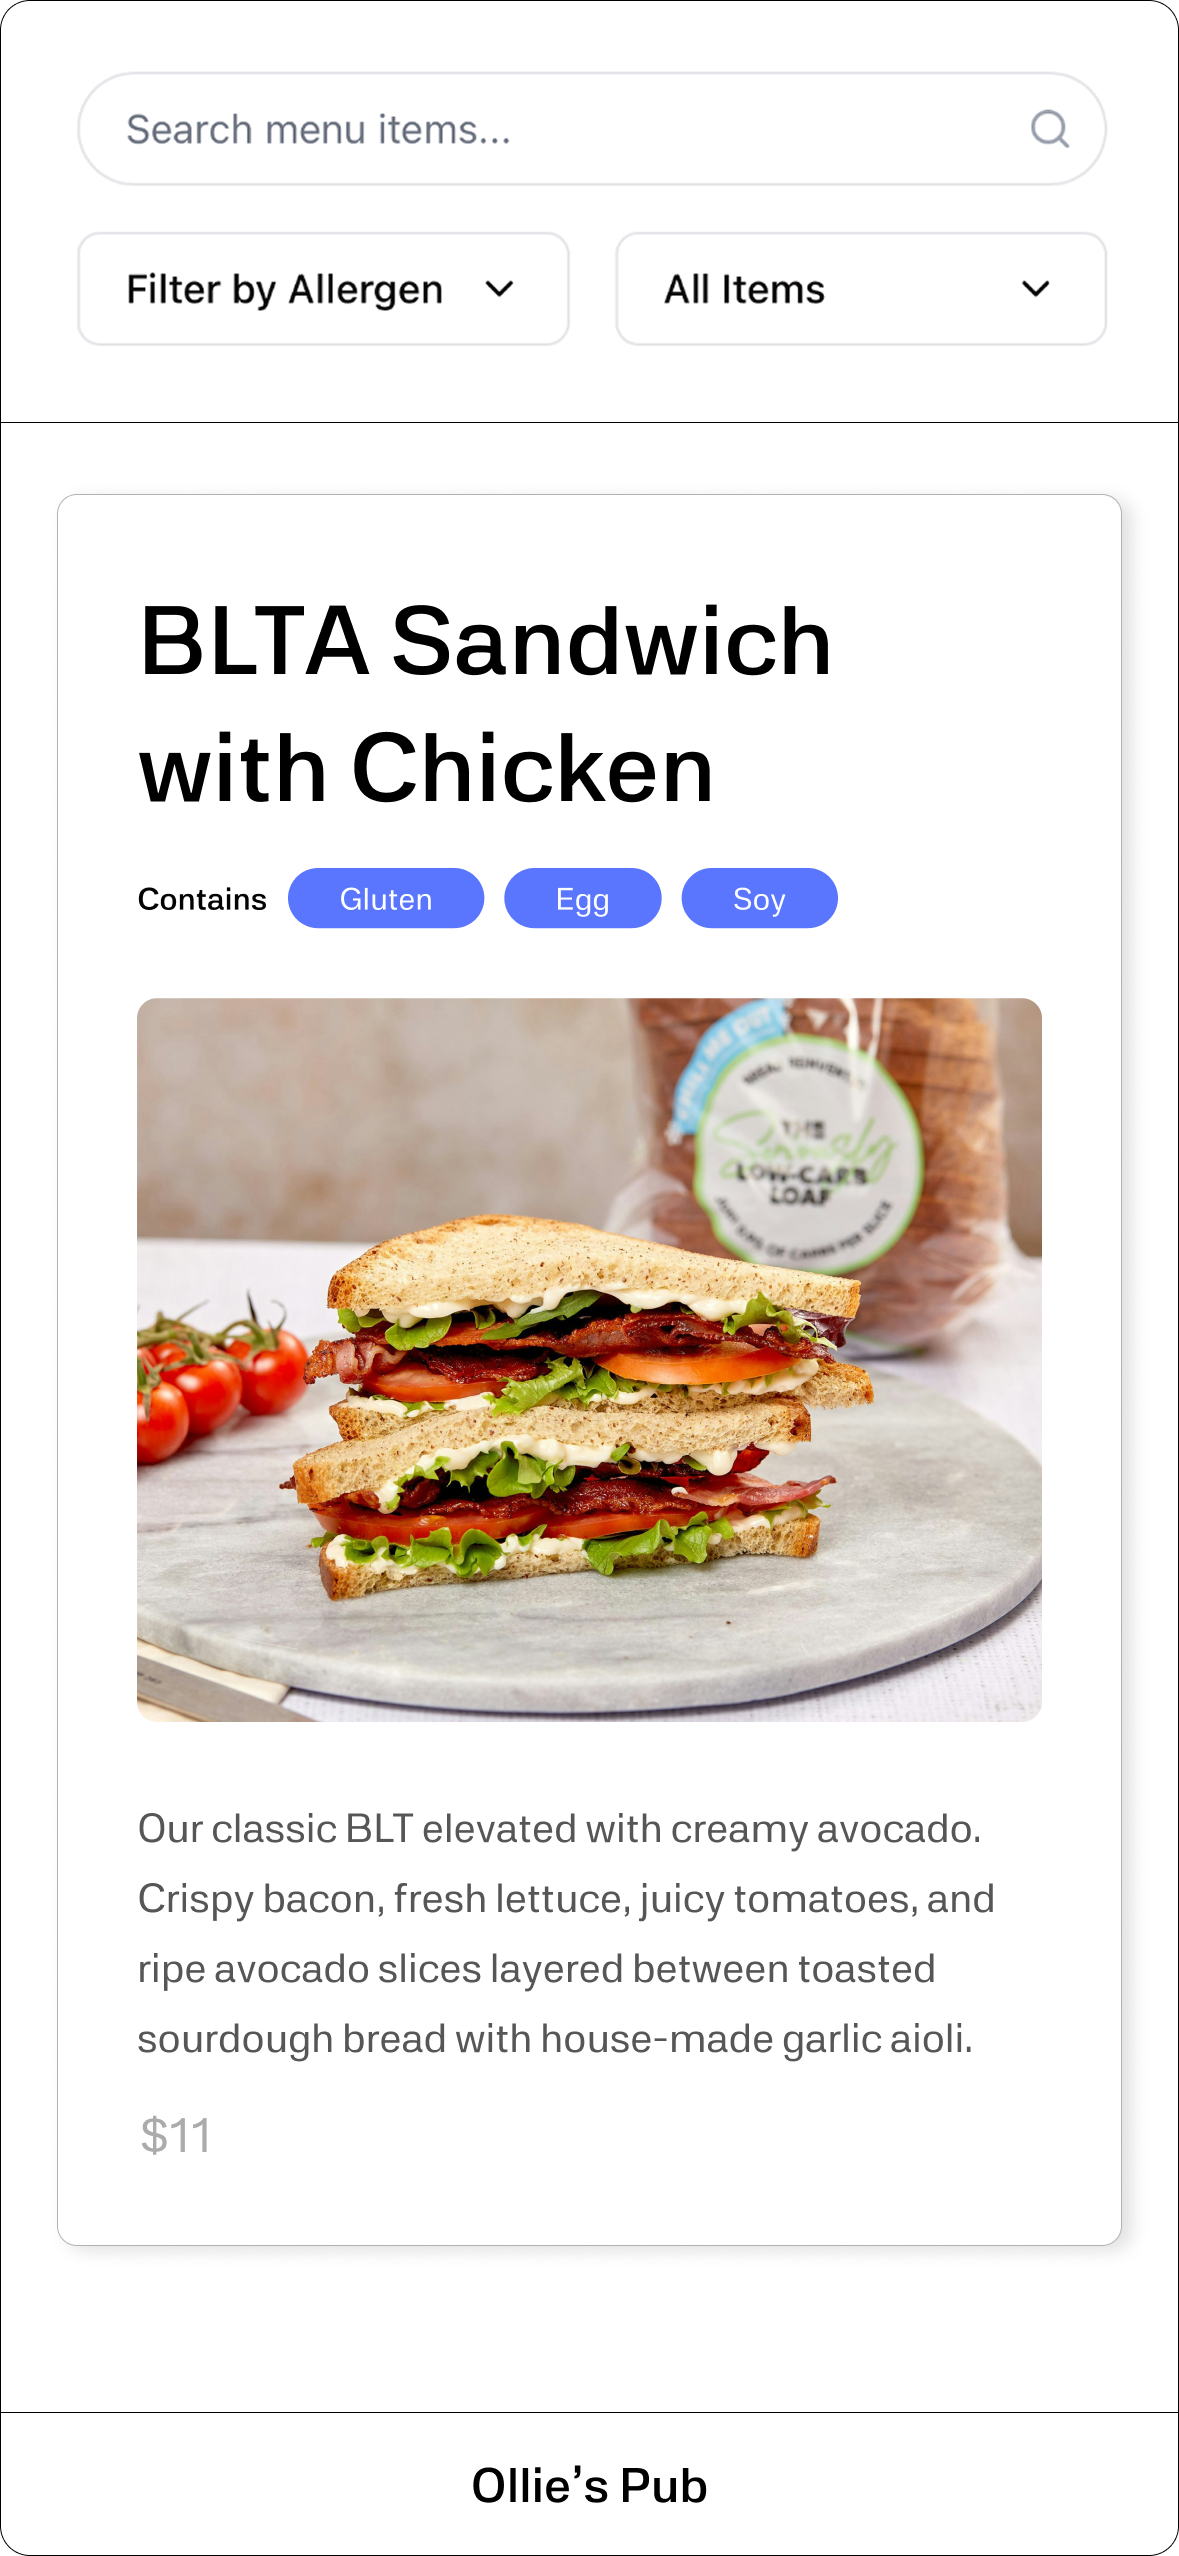 Search menu items...
Filter by Allergen
All Items
BLTA Sandwich
with Chicken
Contains Gluten Egg Soy
THE
Seriously
LOW-CARB
LOAF
Our classic BLT elevated with creamy avocado.
Crispy bacon, fresh lettuce, juicy tomatoes, and
ripe avocado slices layered between toasted
sourdough bread with house-made garlic aioli.
$11
Ollie’s Pub